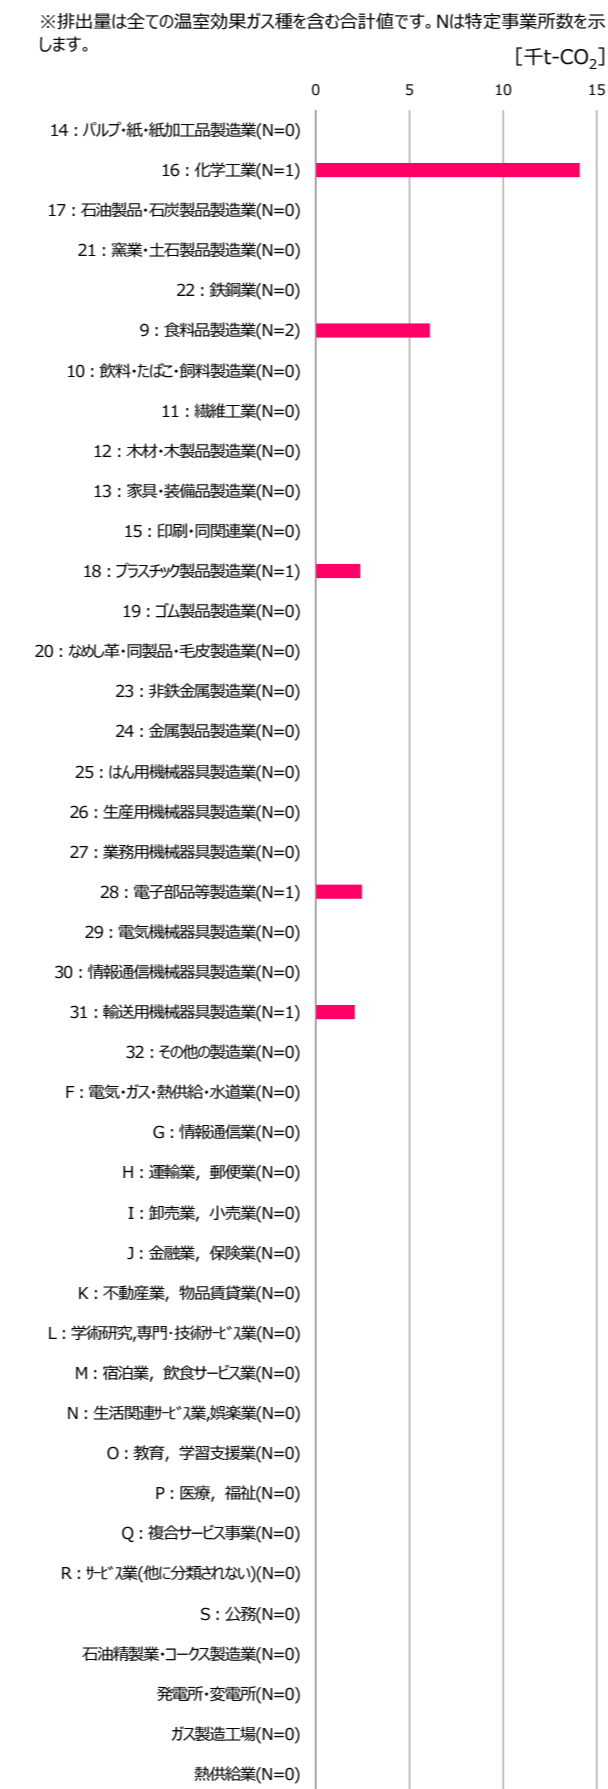 ※排出量は全ての温室効果ガス種を含む合計値です。Nは特定事業所数を示
します。
[千t-CO₂]
0 5 10 15
14：パルプ・紙・紙加工品製造業(N=0)
16：化学工業(N=1)
17：石油製品・石炭製品製造業(N=0)
21：窯業・土石製品製造業(N=0)
22：鉄鋼業(N=0)
9：食料品製造業(N=2)
10：飲料・たばこ・飼料製造業(N=0)
11：繊維工業(N=0)
12：木材・木製品製造業(N=0)
13：家具・装備品製造業(N=0)
15：印刷・同関連業(N=0)
18：プラスチック製品製造業(N=1)
19：ゴム製品製造業(N=0)
20：なめし革・同製品・毛皮製造業(N=0)
23：非鉄金属製造業(N=0)
24：金属製品製造業(N=0)
25：はん用機械器具製造業(N=0)
26：生産用機械器具製造業(N=0)
27：業務用機械器具製造業(N=0)
28：電子部品等製造業(N=1)
29：電気機械器具製造業(N=0)
30：情報通信機械器具製造業(N=0)
31：輸送用機械器具製造業(N=1)
32：その他の製造業(N=0)
F：電気・ガス・熱供給・水道業(N=0)
G：情報通信業(N=0)
H：運輸業，郵便業(N=0)
I：卸売業，小売業(N=0)
J：金融業，保険業(N=0)
K：不動産業，物品賃貸業(N=0)
L：学術研究,専門・技術ｻｰﾋﾞｽ業(N=0)
M：宿泊業，飲食サービス業(N=0)
N：生活関連ｻｰﾋﾞｽ業,娯楽業(N=0)
O：教育，学習支援業(N=0)
P：医療，福祉(N=0)
Q：複合サービス事業(N=0)
R：ｻｰﾋﾞｽ業(他に分類されない)(N=0)
S：公務(N=0)
石油精製業・コークス製造業(N=0)
発電所・変電所(N=0)
ガス製造工場(N=0)
熱供給業(N=0)